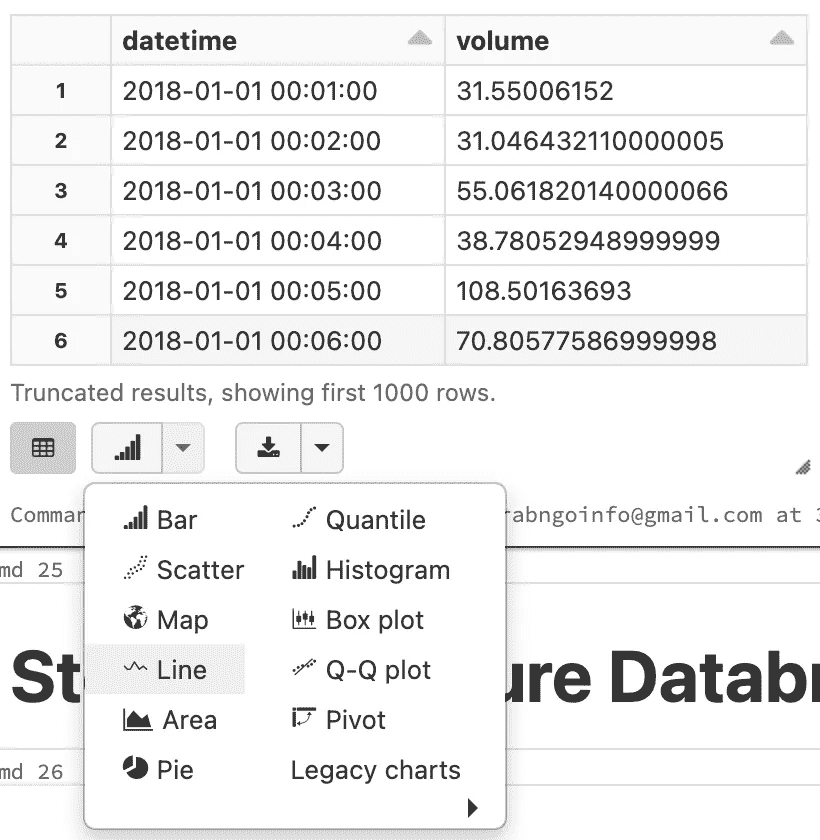 datetime volume
1 2018-01-01 00:01:00 31.55006152
2 2018-01-01 00:02:00 31.046432110000005
3 2018-01-01 00:03:00 55.061820140000066
4 2018-01-01 00:04:00 38.78052948999999
5 2018-01-01 00:05:00 108.50163693
6 2018-01-01 00:06:00 70.80577586999998
Truncated results, showing first 1000 rows.
Commar rabngoinfo@gmail.com at 3
Bar Quantile
md 25
Scatter Histogram
Map Box plot
St ure Databr
Line Q-Q plot
Area Pivot
md 26
Pie Legacy charts